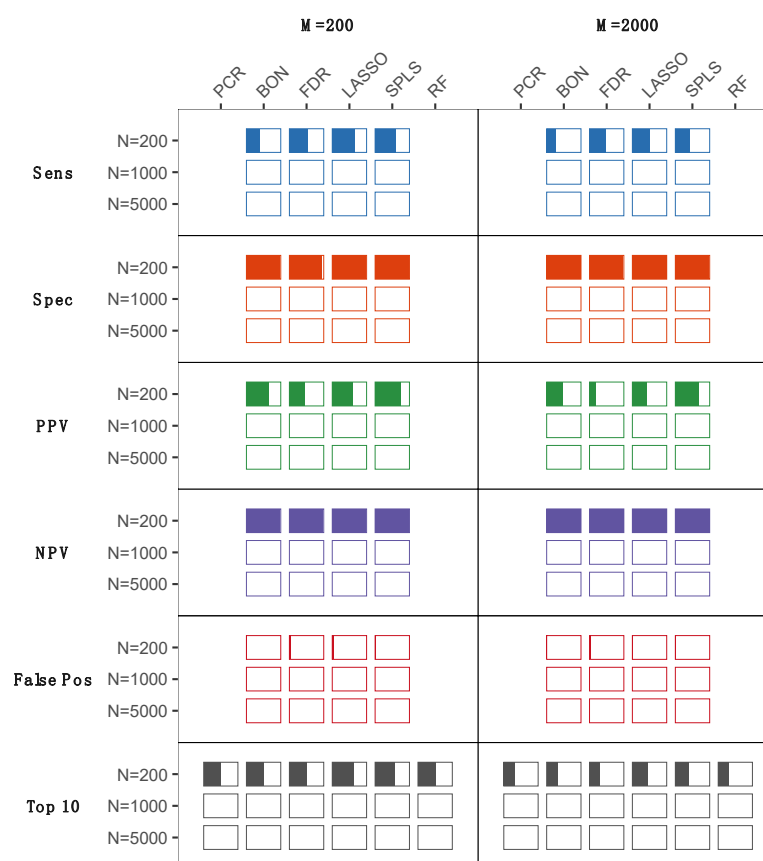 M=200 M=2000
PCR BON FDR LASSO SPLS RF PCR BON FDR LASSO SPLS RF
N=200
Sens N=1000
N=5000
N=200
Spec N=1000
N=5000
N=200
PPV N=1000
N=5000
N=200
NPV N=1000
N=5000
N=200
False Pos N=1000
N=5000
N=200
Top 10 N=1000
N=5000